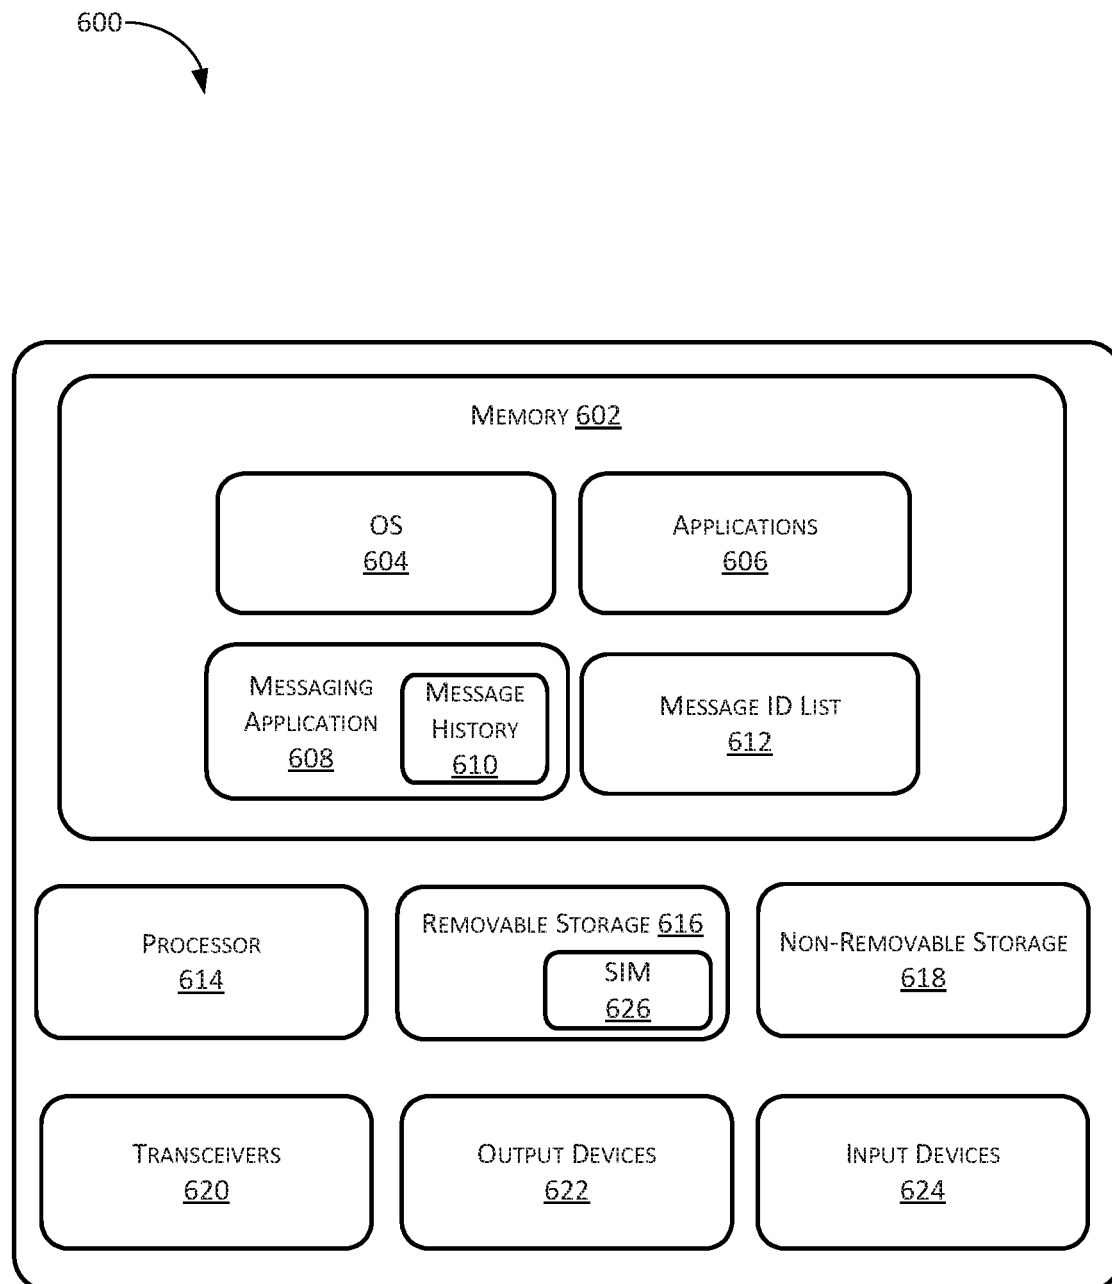 600
MEMORY 602
OS
604
APPLICATIONS
606
MESSAGING
APPLICATION
608
MESSAGE
HISTORY
610
MESSAGE ID LIST
612
PROCESSOR
614
REMOVABLE STORAGE 616
SIM
626
NON-REMOVABLE STORAGE
618
TRANSCEIVERS
620
OUTPUT DEVICES
622
INPUT DEVICES
624